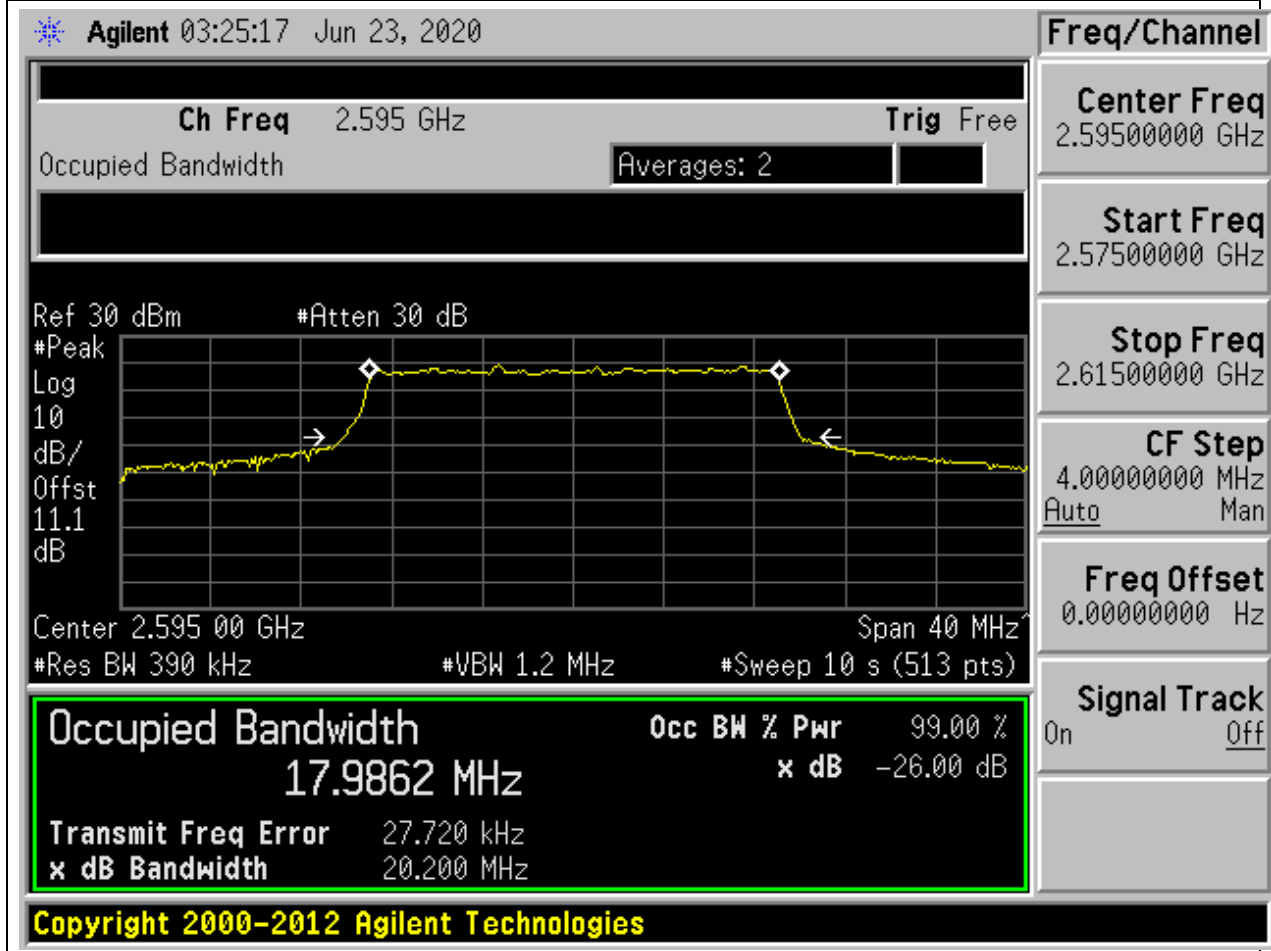 Agilent 03:25:17 Jun 23, 2020
Freq/Channel
Ch Freq 2.595 GHz Trig Free
Occupied Bandwidth Averages: 2
Center Freq
2.59500000 GHz
Start Freq
2.57500000 GHz
Stop Freq
2.61500000 GHz
CF Step
4.00000000 MHz
Auto Man
Freq Offset
0.00000000 Hz
Signal Track
On Off
Ref 30 dBm #Atten 30 dB
#Peak
Log
10
dB/
Offst
11.1
dB
Center 2.595 00 GHz Span 40 MHz^
#Res BW 390 kHz #VBW 1.2 MHz #Sweep 10 s (513 pts)
Occupied Bandwidth
17.9862 MHz
Occ BW % Pwr 99.00 %
x dB -26.00 dB
Transmit Freq Error 27.720 kHz
x dB Bandwidth 20.200 MHz
Copyright 2000-2012 Agilent Technologies